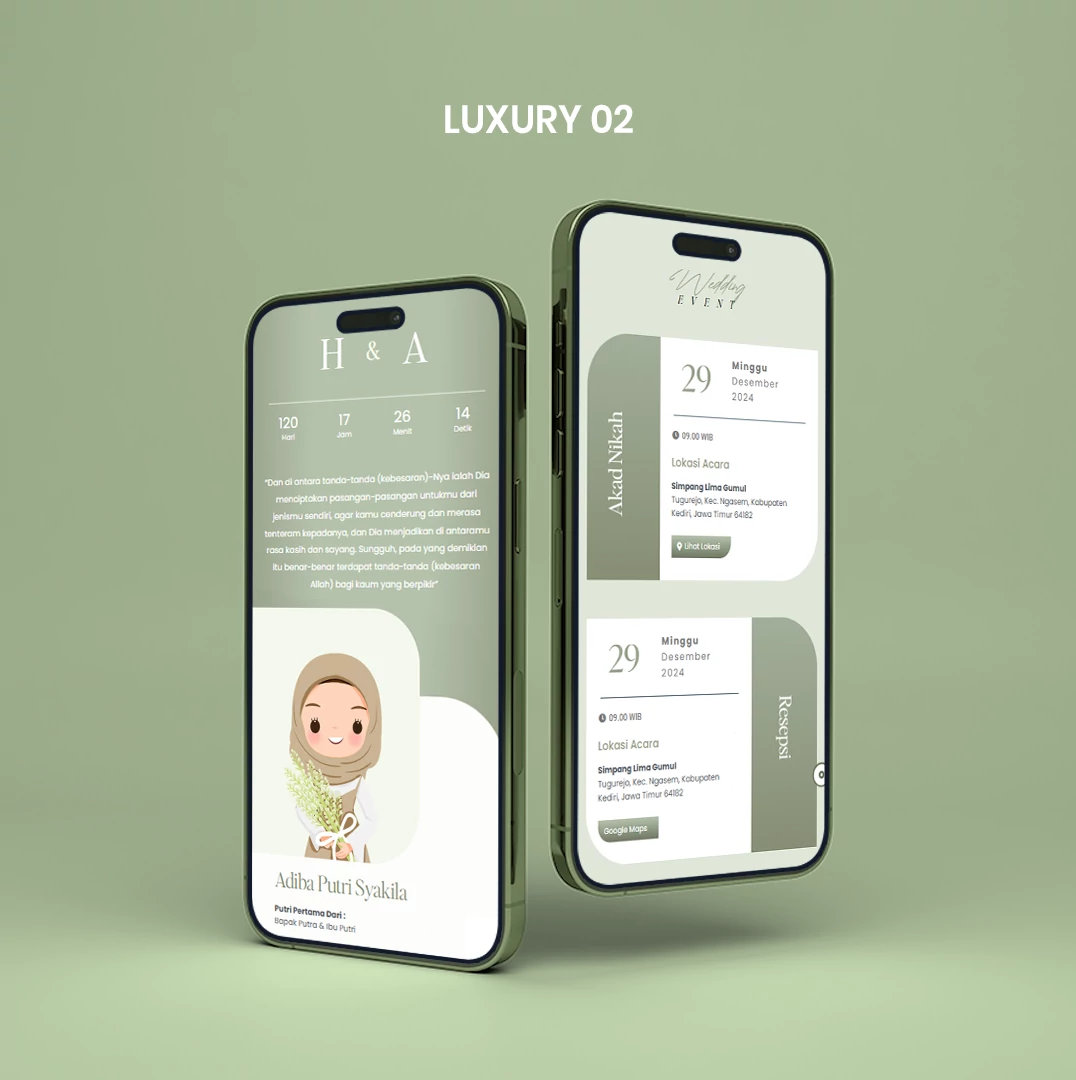 LUXURY 02
H & A
120 17 26 14
Hari Jam Menit Detik
"Dan di antara tanda-tanda (kebesaran)-Nya ialah Dia
menciptakan pasangan-pasangan untukmu dari
jenismu sendiri, agar kamu cenderung dan merasa
tenteram kepadanya, dan Dia menjadikan di antaramu
rasa kasih dan sayang. Sungguh, pada yang demikian
itu benar-benar terdapat tanda-tanda (kebesaran
Allah) bagi kaum yang berpikir"
Adiba Putri Syakila
Putri Pertama Dari :
Bapak Putra & Ibu Putri
Wedding
EVENT
Akad Nikah
29
Minggu
Desember
2024
09.00 WIB
Lokasi Acara
Simpang Lima Gumul
Tugurejo, Kec. Ngasem, Kabupaten
Kediri, Jawa Timur 64182
Lihat Lokasi
29
Minggu
Desember
2024
09.00 WIB
Lokasi Acara
Simpang Lima Gumul
Tugurejo, Kec. Ngasem, Kabupaten
Kediri, Jawa Timur 64182
Google Maps
Resepsi